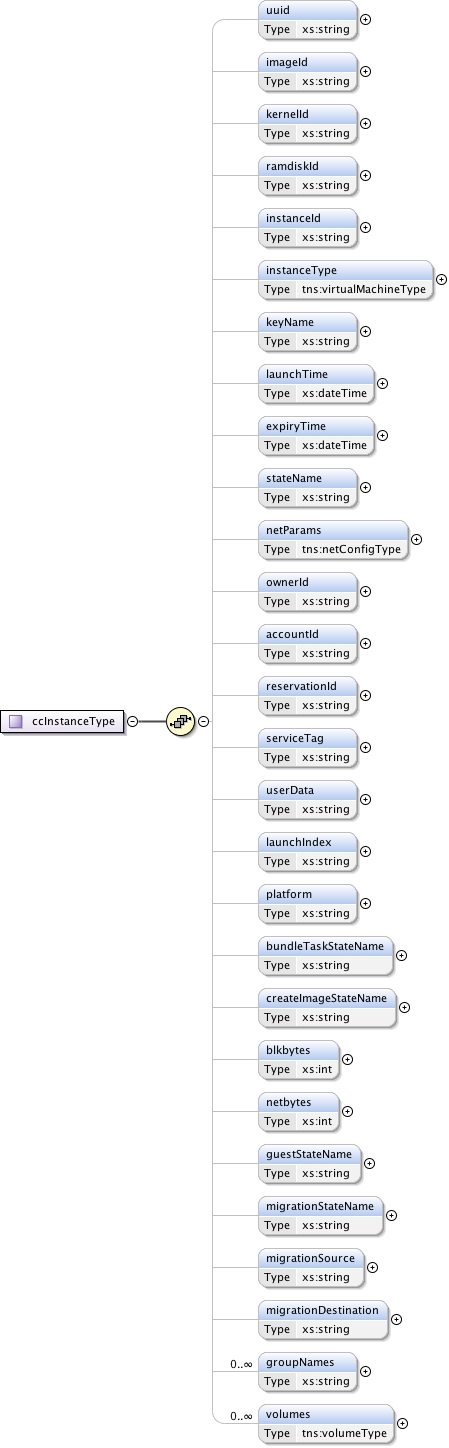 uuid
Type xs:string
imageId
Type xs:string
kernelId
Type xs:string
ramdiskId
Type xs:string
instanceId
Type xs:string
instanceType
Type tns:virtualMachineType
keyName
Type xs:string
launchTime
Type xs:dateTime
expiryTime
Type xs:dateTime
stateName
Type xs:string
netParams
Type tns:netConfigType
ownerId
Type xs:string
accountId
Type xs:string
reservationId
Type xs:string
ccInstanceType
serviceTag
Type xs:string
userData
Type xs:string
launchIndex
Type xs:string
platform
Type xs:string
bundleTaskStateName
Type xs:string
createImageStateName
Type xs:string
blkbytes
Type xs:int
netbytes
Type xs:int
guestStateName
Type xs:string
migrationStateName
Type xs:string
migrationSource
Type xs:string
migrationDestination
Type xs:string
0..∞ groupNames
Type xs:string
0..∞ volumes
Type tns:volumeType